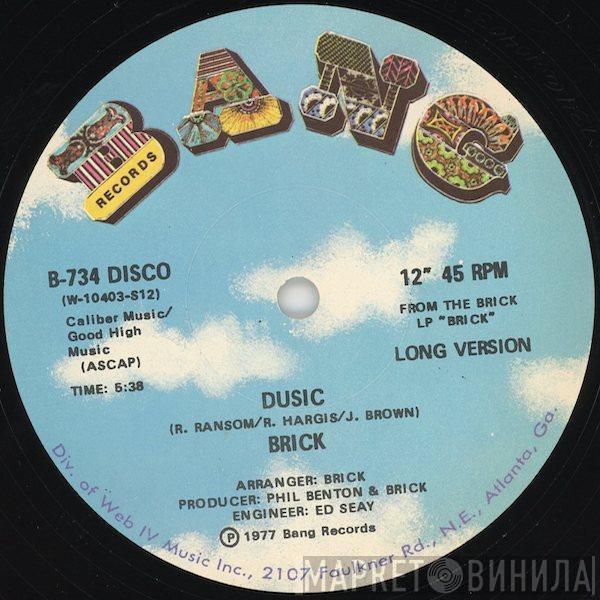 BANG
RECORDS
B-734 DISCO
(W-10403-S12)
Caliber Music/
Good High
Music
(ASCAP)
TIME: 5:38
12" 45 RPM
FROM THE BRICK
LP "BRICK"
LONG VERSION
DUSIC
(R. RANSOM/R. HARGIS/J. BROWN)
BRICK
ARRANGER: BRICK
PRODUCER: PHIL BENTON & BRICK
ENGINEER: ED SEAY
Ⓟ 1977 Bang Records
Div. of Web IV Music Inc., 2107 Faulkner Rd., N.E., Atlanta, Ga.
МАРКЕТ ВИНИЛА